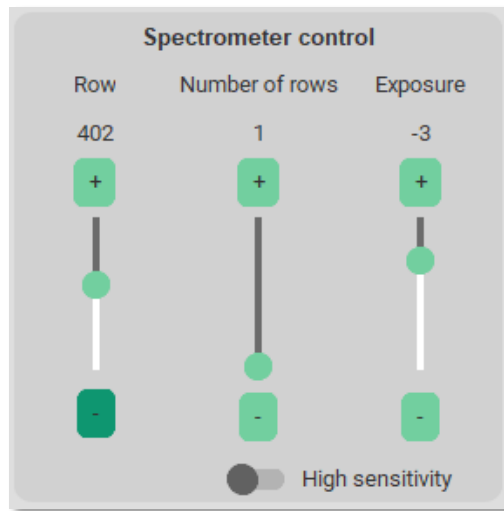 Spectrometer control
Row Number of rows Exposure
402 1 -3
+ + +
- - -
High sensitivity